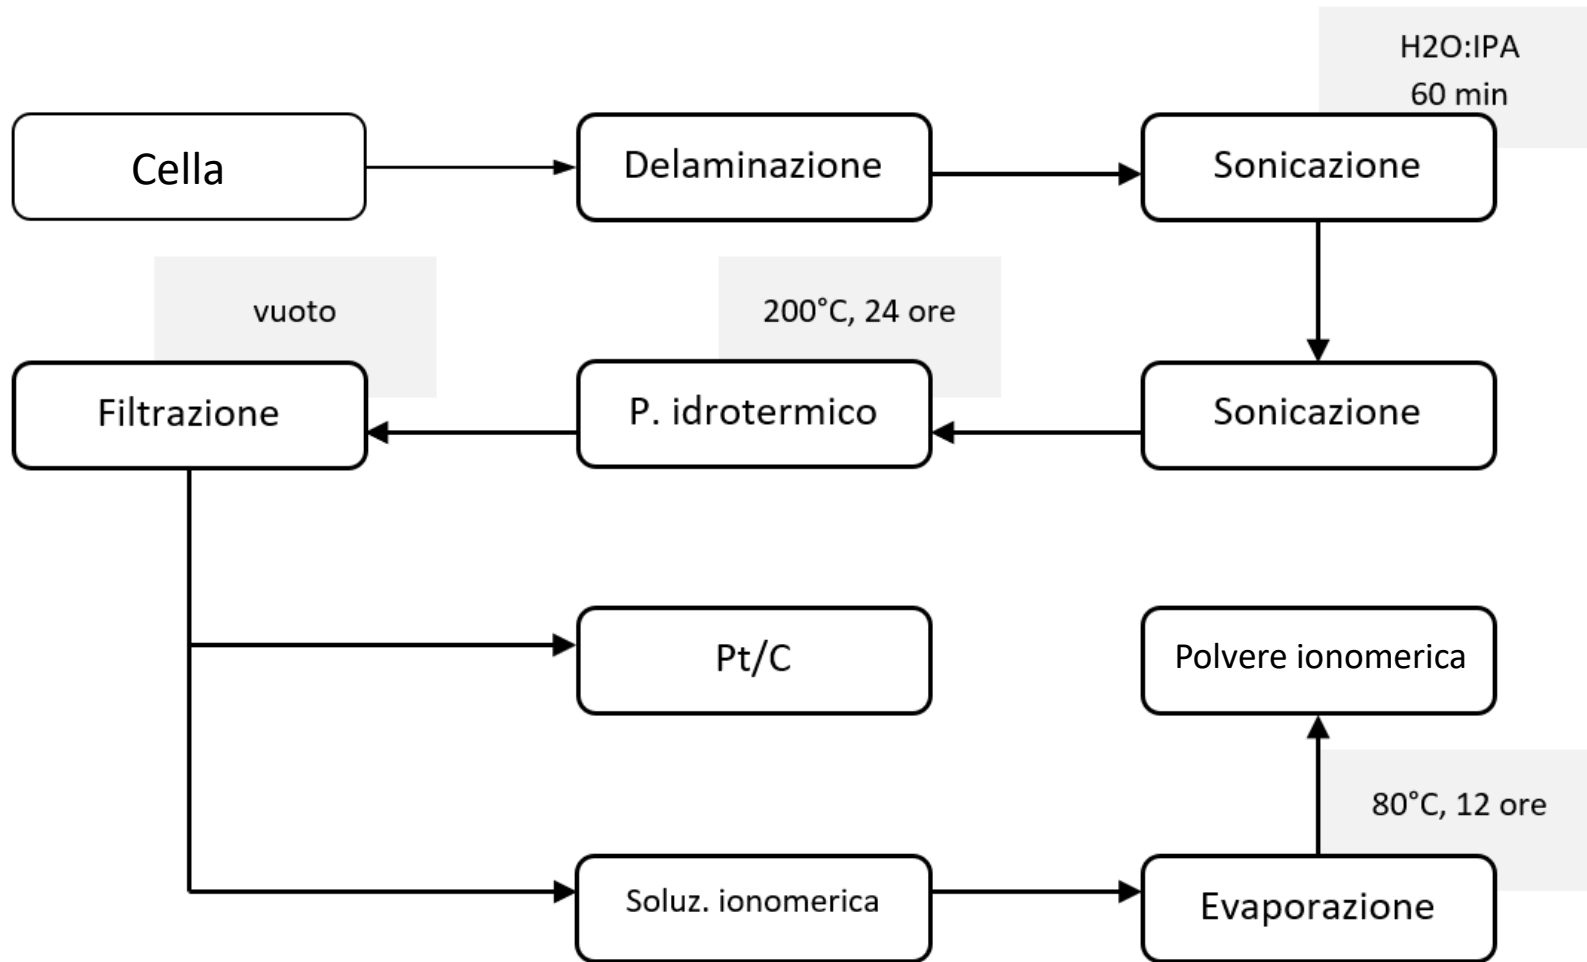 H2O:IPA
60 min
Cella
Delaminazione
Sonicazione
vuoto
200°C, 24 ore
Filtrazione
P. idrotermico
Sonicazione
Pt/C
Polvere ionomerica
80°C, 12 ore
Soluz. ionomerica
Evaporazione